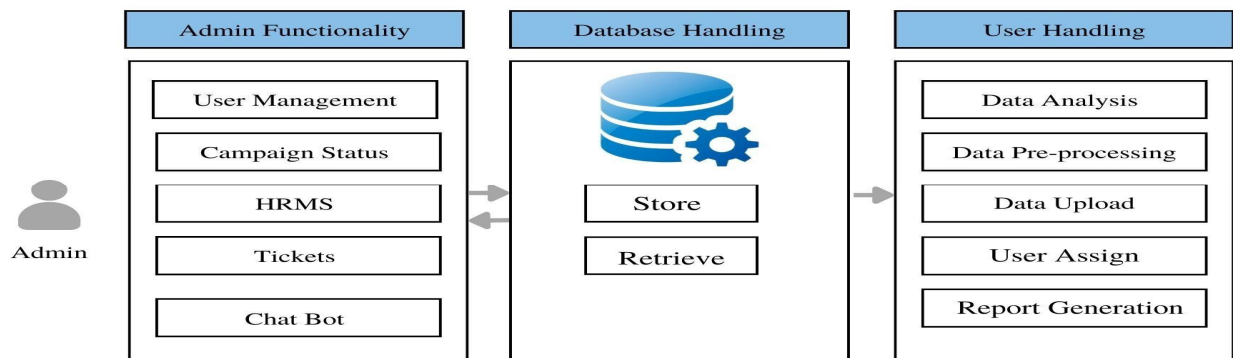 Admin Functionality
Database Handling
User Handling
Admin
User Management
Campaign Status
HRMS
Tickets
Chat Bot
Store
Retrieve
Data Analysis
Data Pre-processing
Data Upload
User Assign
Report Generation